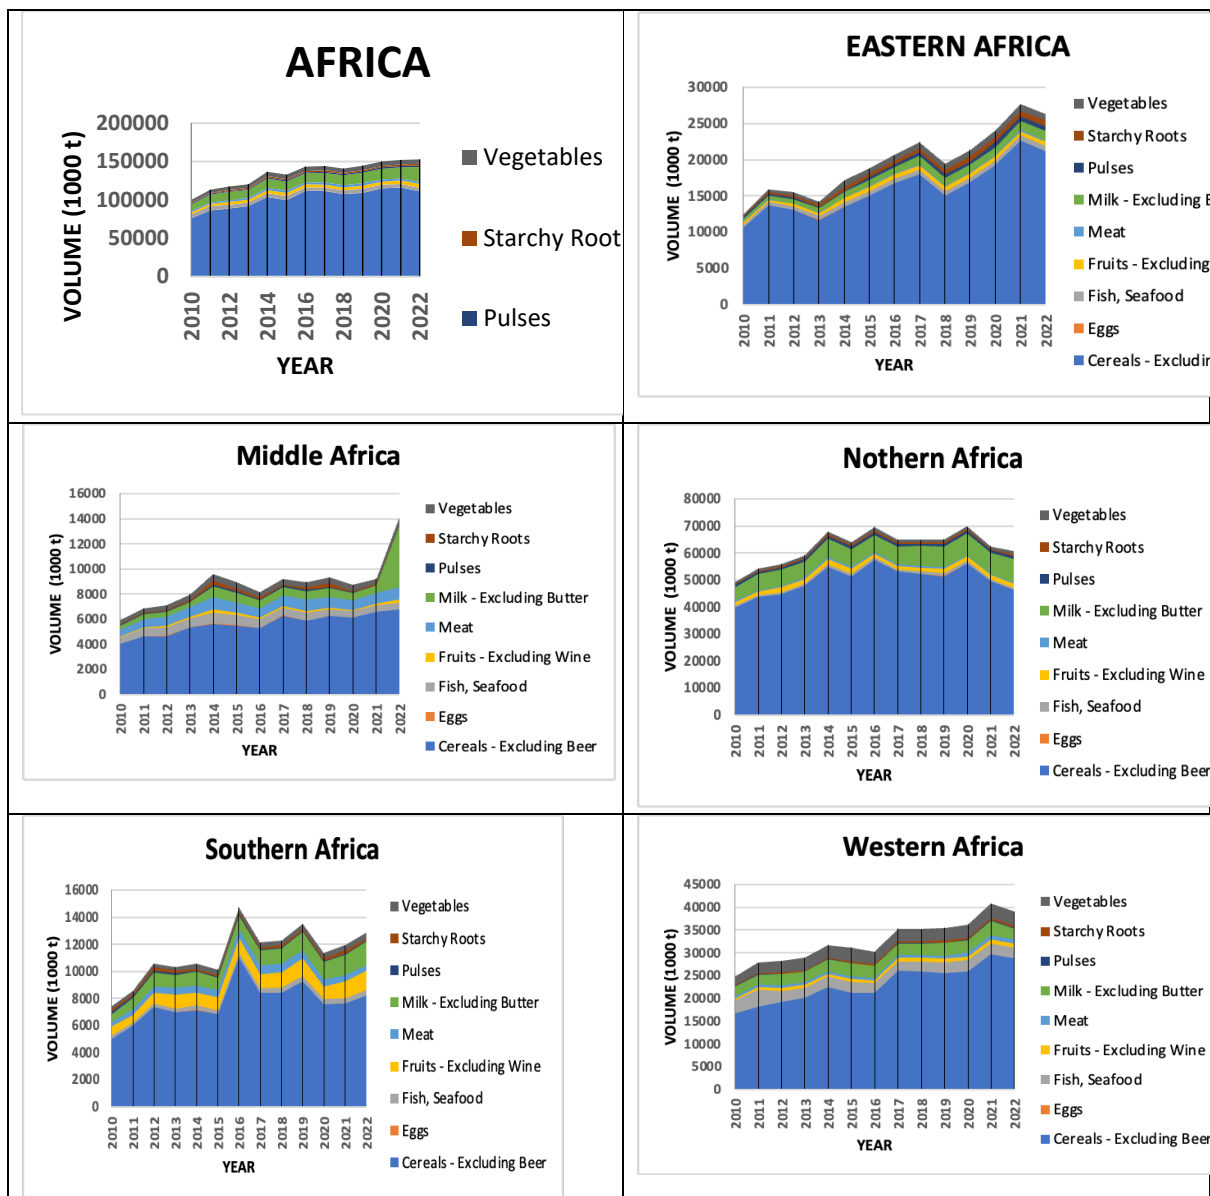 AFRICA
VOLUME (1000 t)
200000
150000
100000
50000
0
2010
2012
2014
2016
2018
2020
2022
YEAR
Vegetables
Starchy Root
Pulses
EASTERN AFRICA
VOLUME (1000 t)
30000
25000
20000
15000
10000
5000
0
2010
2011
2012
2013
2014
2015
2016
2017
2018
2019
2020
2021
2022
YEAR
Vegetables
Starchy Roots
Pulses
Milk - Excluding B
Meat
Fruits - Excluding
Fish, Seafood
Eggs
Cereals - Excludin
Middle Africa
VOLUME (1000 t)
16000
14000
12000
10000
8000
6000
4000
2000
0
2010
2011
2012
2013
2014
2015
2016
2017
2018
2019
2020
2021
2022
YEAR
Vegetables
Starchy Roots
Pulses
Milk - Excluding Butter
Meat
Fruits - Excluding Wine
Fish, Seafood
Eggs
Cereals - Excluding Beer
Nothern Africa
VOLUME (1000 t)
80000
70000
60000
50000
40000
30000
20000
10000
0
2010
2011
2012
2013
2014
2015
2016
2017
2018
2019
2020
2021
2022
YEAR
Vegetables
Starchy Roots
Pulses
Milk - Excluding Butter
Meat
Fruits - Excluding Wine
Fish, Seafood
Eggs
Cereals - Excluding Beer
Southern Africa
VOLUME (1000 t)
16000
14000
12000
10000
8000
6000
4000
2000
0
2010
2011
2012
2013
2014
2015
2016
2017
2018
2019
2020
2021
2022
YEAR
Vegetables
Starchy Roots
Pulses
Milk - Excluding Butter
Meat
Fruits - Excluding Wine
Fish, Seafood
Eggs
Cereals - Excluding Beer
Western Africa
VOLUME (1000 t)
45000
40000
35000
30000
25000
20000
15000
10000
5000
0
2010
2011
2012
2013
2014
2015
2016
2017
2018
2019
2020
2021
2022
YEAR
Vegetables
Starchy Roots
Pulses
Milk - Excluding Butter
Meat
Fruits - Excluding Wine
Fish, Seafood
Eggs
Cereals - Excluding Beer